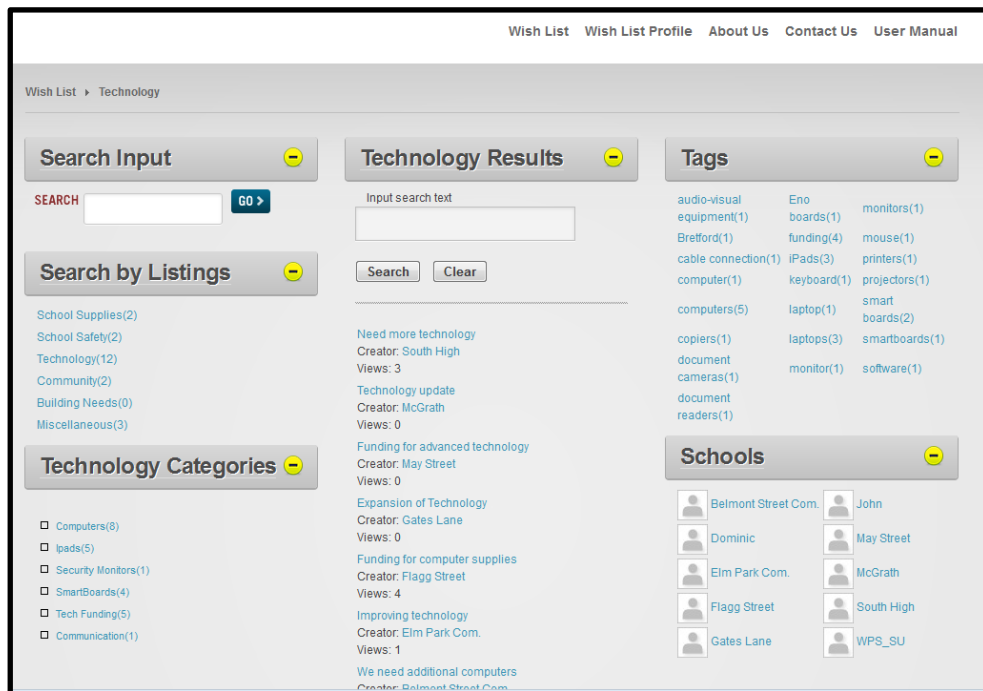 Wish List Wish List Profile About Us Contact Us User Manual
Wish List Technology
Search Input
SEARCH GO >
Search by Listings
School Supplies(2)
School Safety(2)
Technology(12)
Community(2)
Building Needs(0)
Miscellaneous(3)
Technology Categories
Computers(8)
Ipads(5)
Security Monitors(1)
SmartBoards(4)
Tech Funding(5)
Communication(1)
Technology Results
Input search text
Search Clear
Need more technology
Creator: South High
Views: 3
Technology update
Creator: McGrath
Views: 0
Funding for advanced technology
Creator: May Street
Views: 0
Expansion of Technology
Creator: Gates Lane
Views: 0
Funding for computer supplies
Creator: Flagg Street
Views: 4
Improving technology
Creator: Elm Park Com.
Views: 1
We need additional computers
Creator: Belmont Street Com.
Tags
audio-visual equipment(1) Eno boards(1) monitors(1)
Bretford(1) funding(4) mouse(1)
cable connection(1) iPads(3) printers(1)
computer(1) keyboard(1) projectors(1)
computers(5) laptop(1) smart boards(2)
copiers(1) laptops(3) smartboards(1)
document cameras(1) monitor(1) software(1)
document readers(1)
Schools
Belmont Street Com. John
Dominic May Street
Elm Park Com. McGrath
Flagg Street South High
Gates Lane WPS_SU